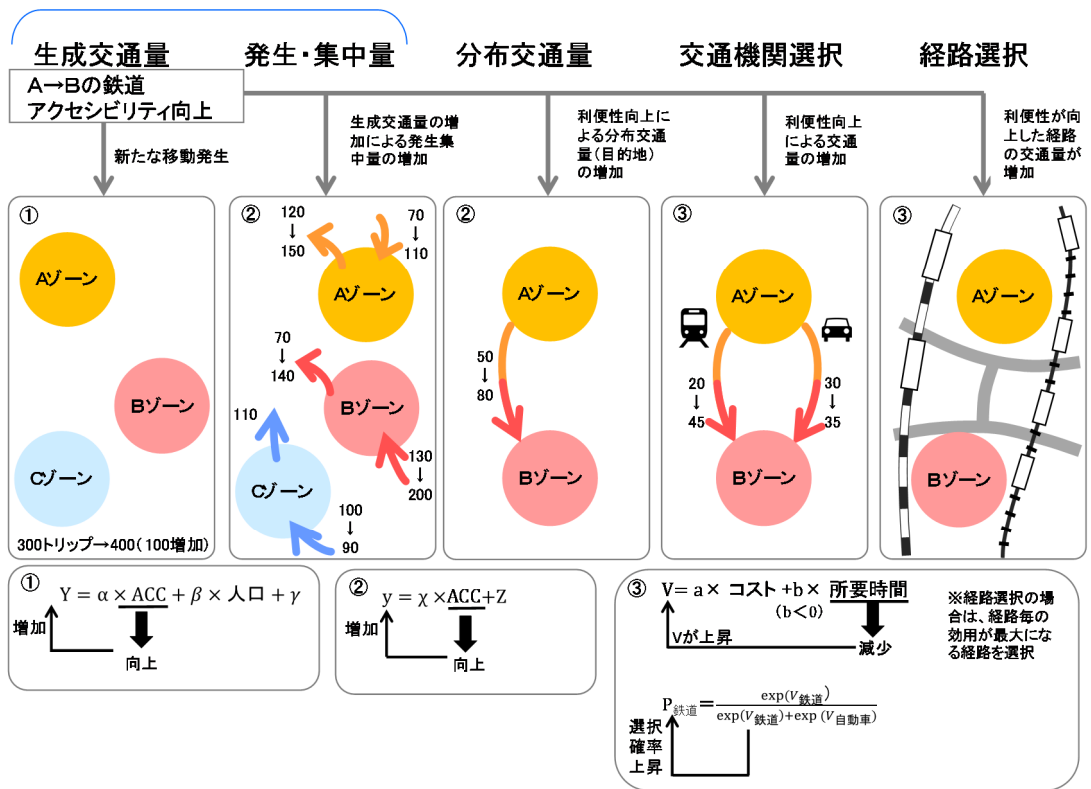 生成交通量
発生・集中量
分布交通量
交通機関選択
経路選択
A→Bの鉄道
アクセシビリティ向上
新たな移動発生
生成交通量の増
加による発生集
中量の増加
利便性向上に
よる分布交通
量(目的地)
の増加
利便性向上
による交通
量の増加
利便性が向
上した経路
の交通量が
増加
①
Aゾーン
Bゾーン
Cゾーン
300トリップ→400(100増加)
②
120
↓
150
70
↓
110
Aゾーン
70
↓
140
Bゾーン
110
130
↓
200
Cゾーン
100
↓
90
②
Aゾーン
50
↓
80
Bゾーン
③
Aゾーン
20
↓
45
30
↓
35
Bゾーン
③
Aゾーン
Bゾーン
①
Y = α × ACC + β × 人口 + γ
増加
向上
②
y = χ ×ACC+Z
増加
向上
③
V= a× コスト +b× 所要時間
(b<0)
Vが上昇
減少
※経路選択の場
合は、経路毎の
効用が最大にな
る経路を選択
P鉄道=exp(V鉄道)/exp(V鉄道)+exp (V自動車)
選択
確率
上昇